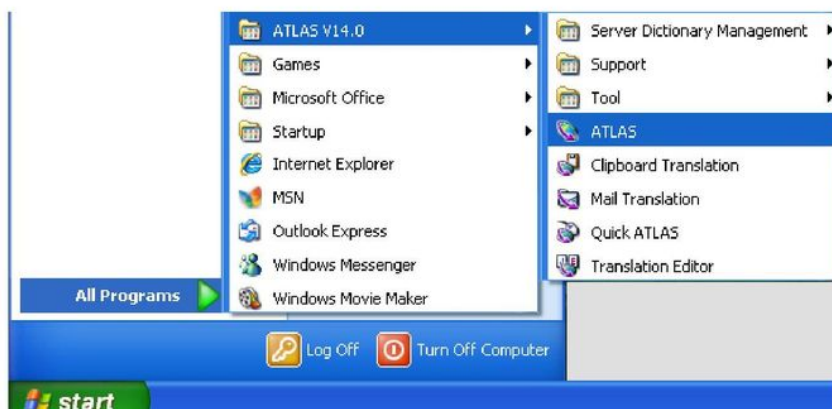 ATLAS V14.0
Games
Microsoft Office
Startup
Internet Explorer
MSN
Outlook Express
Windows Messenger
Windows Movie Maker
Server Dictionary Management
Support
Tool
ATLAS
Clipboard Translation
Mail Translation
Quick ATLAS
Translation Editor
All Programs
Log Off
Turn Off Computer
start